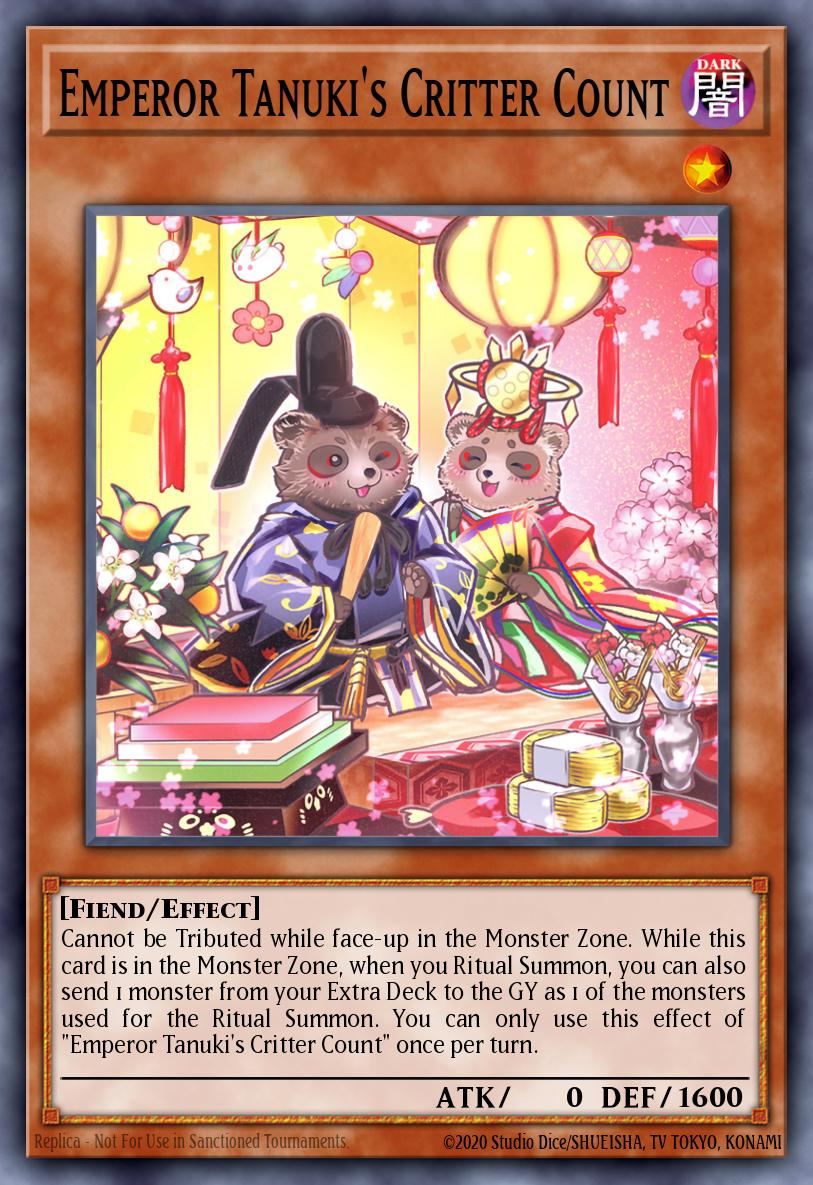 Emperor Tanuki's Critter Count
DARK
闇
[Fiend/Effect]
Cannot be Tributed while face-up in the Monster Zone. While this
card is in the Monster Zone, when you Ritual Summon, you can also
send 1 monster from your Extra Deck to the GY as 1 of the monsters
used for the Ritual Summon. You can only use this effect of
"Emperor Tanuki's Critter Count" once per turn.
ATK/ 0 DEF/1600
Replica - Not For Use in Sanctioned Tournaments.
©2020 Studio Dice/SHUEISHA, TV TOKYO, KONAMI